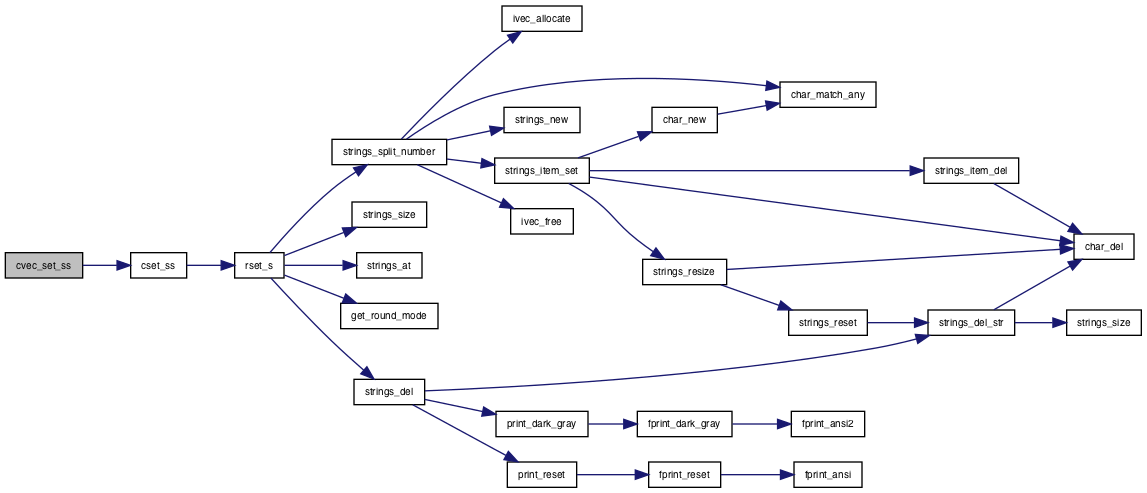 ivec_allocate
char_match_any
strings_new
char_new
strings_split_number
strings_item_set
strings_item_del
strings_size
ivec_free
char_del
cvec_set_ss
cset_ss
rset_s
strings_at
strings_resize
get_round_mode
strings_reset
strings_del_str
strings_size
strings_del
print_dark_gray
fprint_dark_gray
fprint_ansi2
print_reset
fprint_reset
fprint_ansi